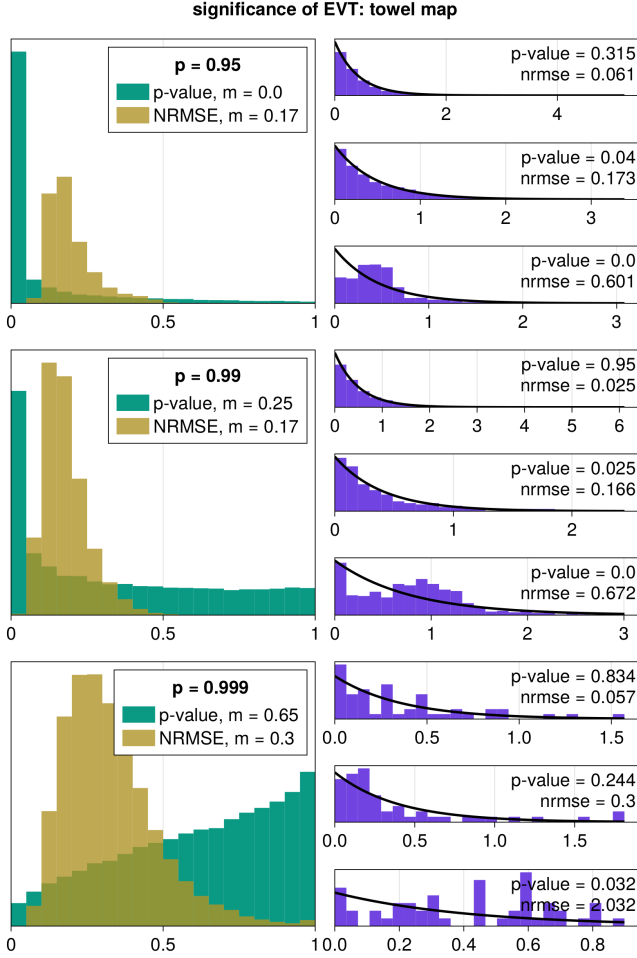 significance of EVT: towel map
p = 0.95
p-value, m = 0.0
NRMSE, m = 0.17
0 0.5 1
p-value = 0.315
nrmse = 0.061
0 2 4
p-value = 0.04
nrmse = 0.173
0 1 2 3
p-value = 0.0
nrmse = 0.601
0 1 2 3
p = 0.99
p-value, m = 0.25
NRMSE, m = 0.17
0 0.5 1
p-value = 0.95
nrmse = 0.025
0 1 2 3 4 5 6
p-value = 0.025
nrmse = 0.166
0 1 2
p-value = 0.0
nrmse = 0.672
0 1 2 3
p = 0.999
p-value, m = 0.65
NRMSE, m = 0.3
0 0.5 1
p-value = 0.834
nrmse = 0.057
0.0 0.5 1.0 1.5
p-value = 0.244
nrmse = 0.3
0.0 0.5 1.0 1.5
p-value = 0.032
nrmse = 2.032
0.0 0.2 0.4 0.6 0.8